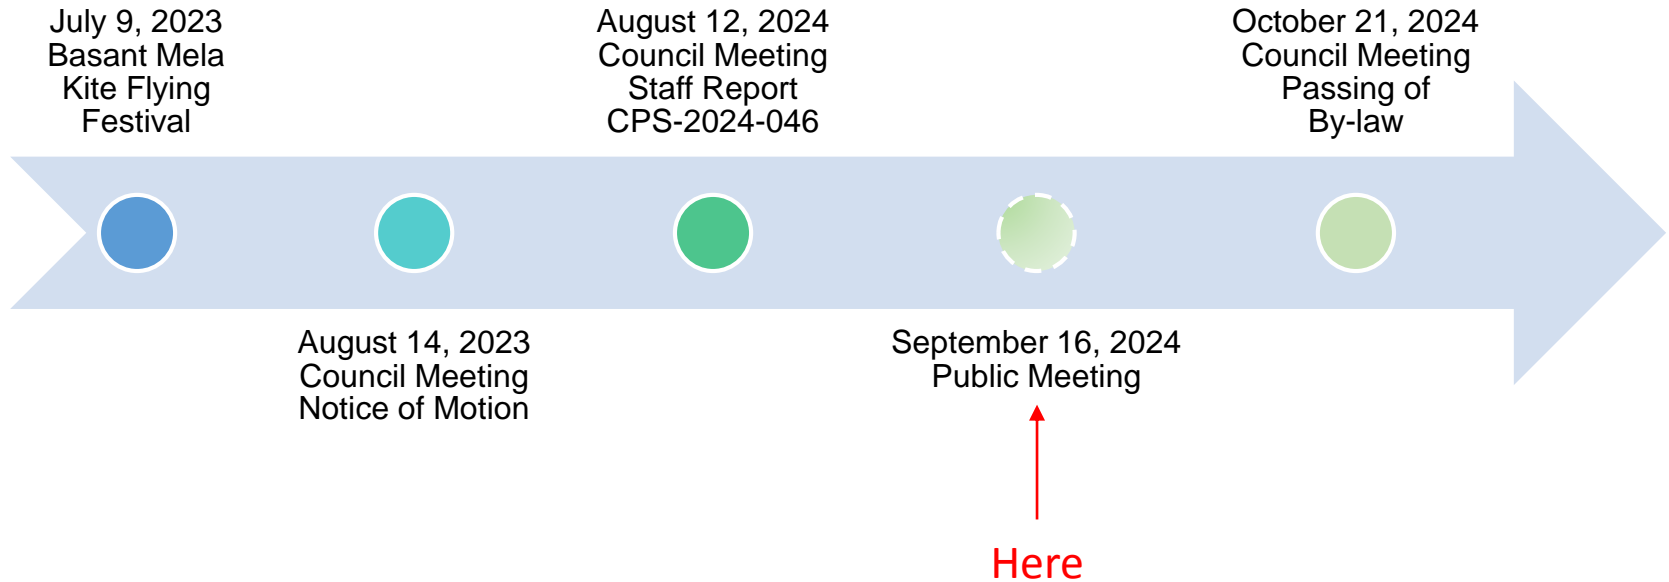 July 9, 2023
Basant Mela
Kite Flying
Festival
August 12, 2024
Council Meeting
Staff Report
CPS-2024-046
October 21, 2024
Council Meeting
Passing of
By-law
August 14, 2023
Council Meeting
Notice of Motion
September 16, 2024
Public Meeting
Here